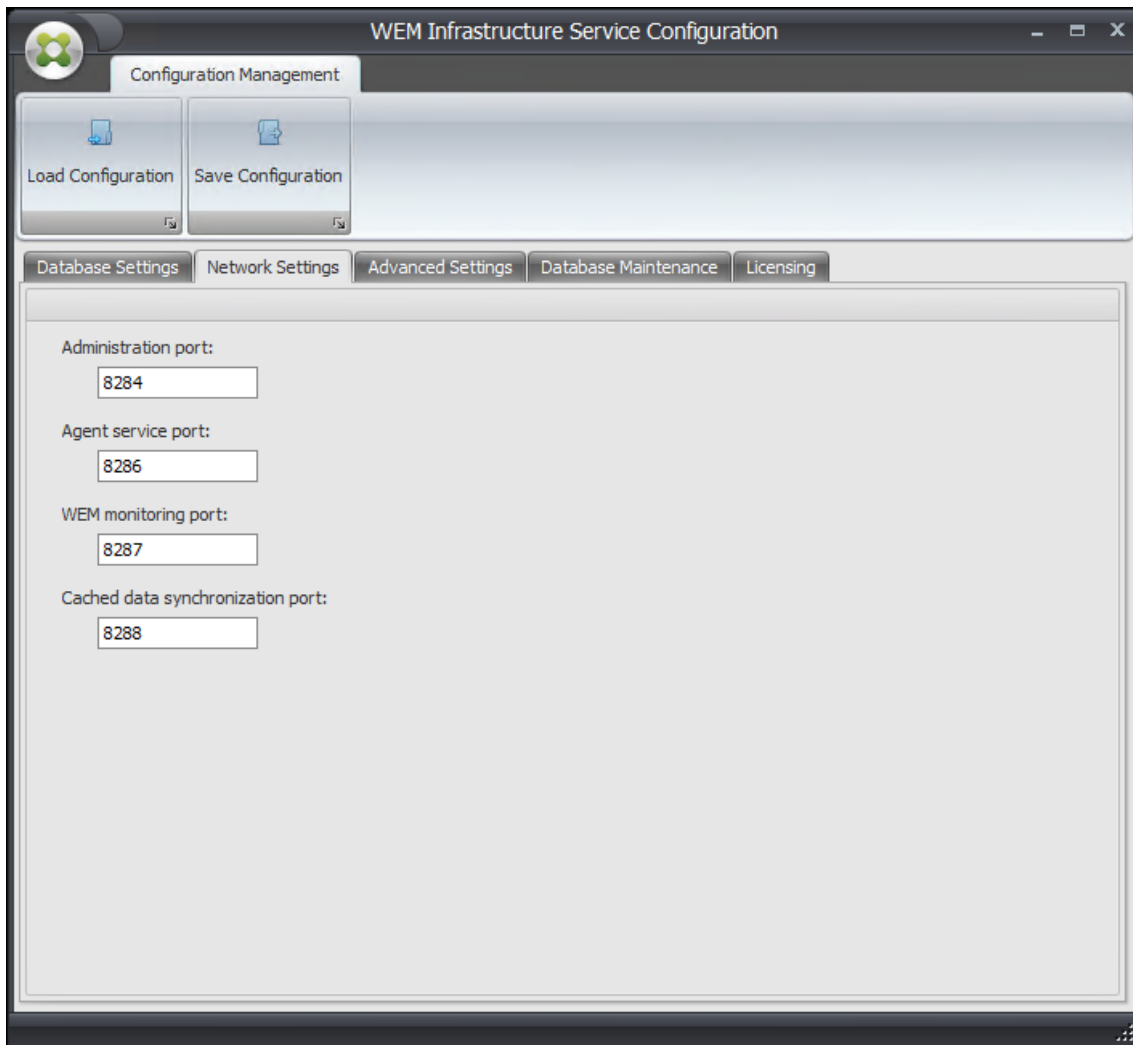 WEM Infrastructure Service Configuration
Configuration Management
Load Configuration
Save Configuration
Database Settings
Network Settings
Advanced Settings
Database Maintenance
Licensing
Administration port:
8284
Agent service port:
8286
WEM monitoring port:
8287
Cached data synchronization port:
8288